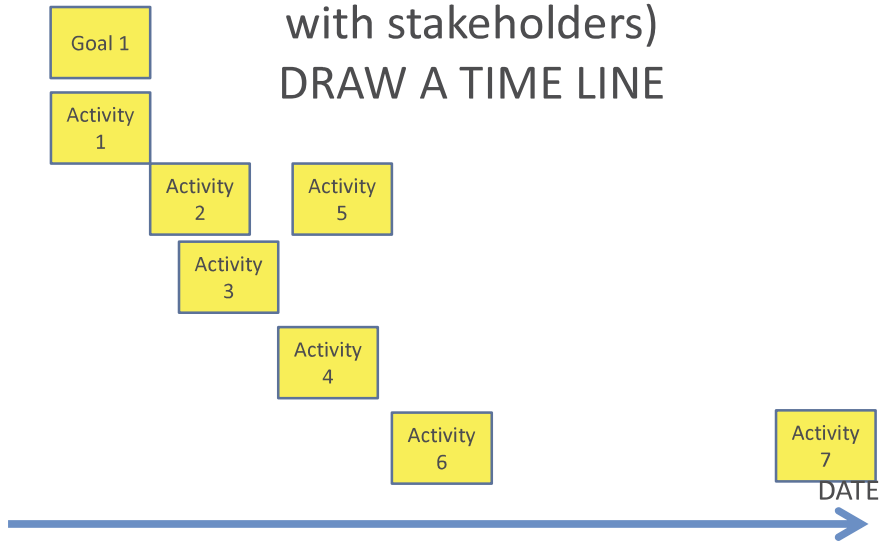 with stakeholders)
DRAW A TIME LINE
Goal 1
Activity
1
Activity
2
Activity
5
Activity
3
Activity
4
Activity
6
Activity
7
DATE